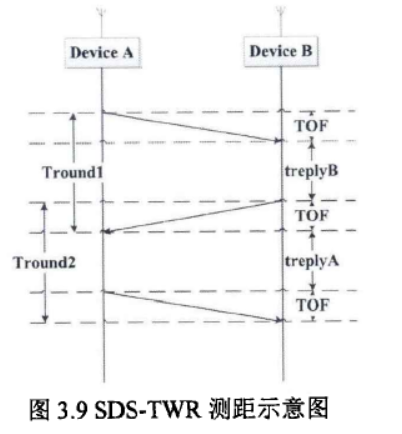 Device A
Device B
TOF
Tround1
treplyB
TOF
Tround2
treplyA
TOF
图 3.9 SDS-TWR 测距示意图